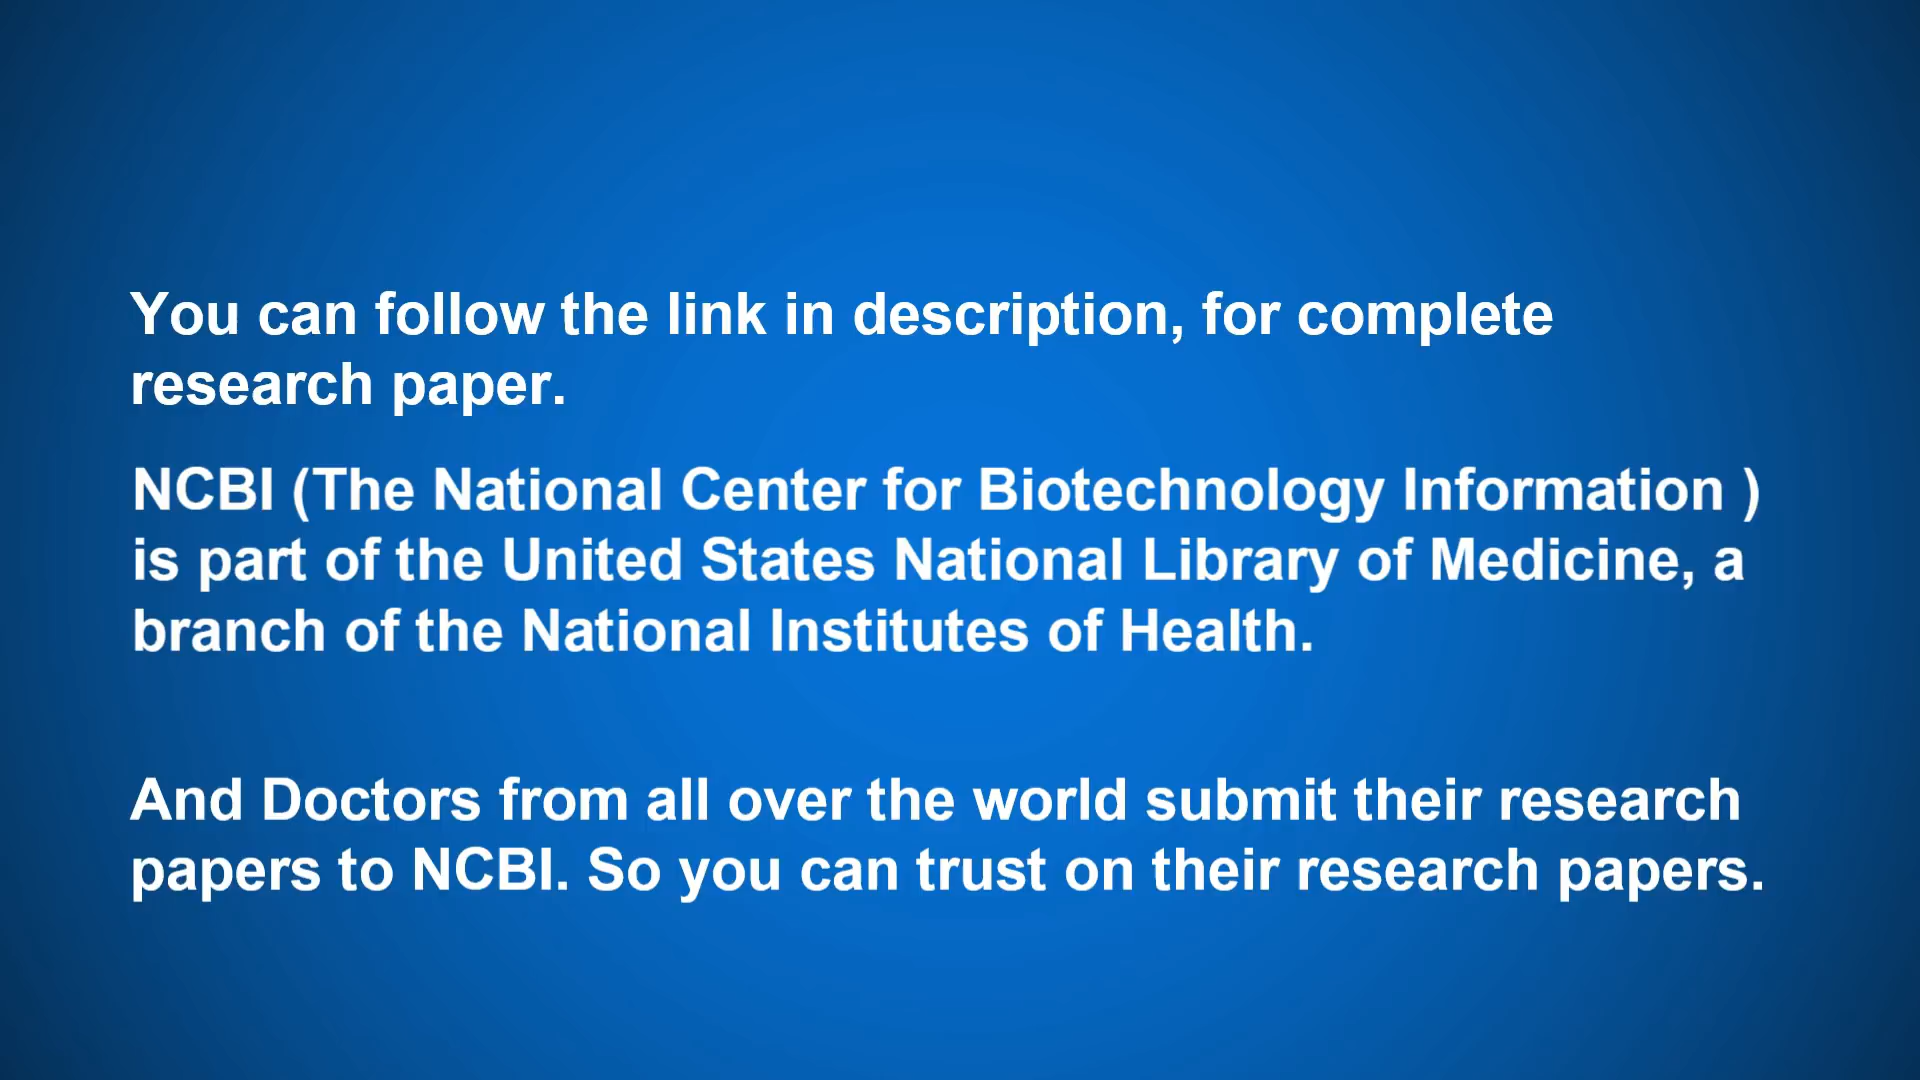 You can follow the link in description, for complete
research paper.
NCBI (The National Center for Biotechnology Information )
is part of the United States National Library of Medicine, a
branch of the National Institutes of Health.
And Doctors from all over the world submit their research
papers to NCBI. So you can trust on their research papers.